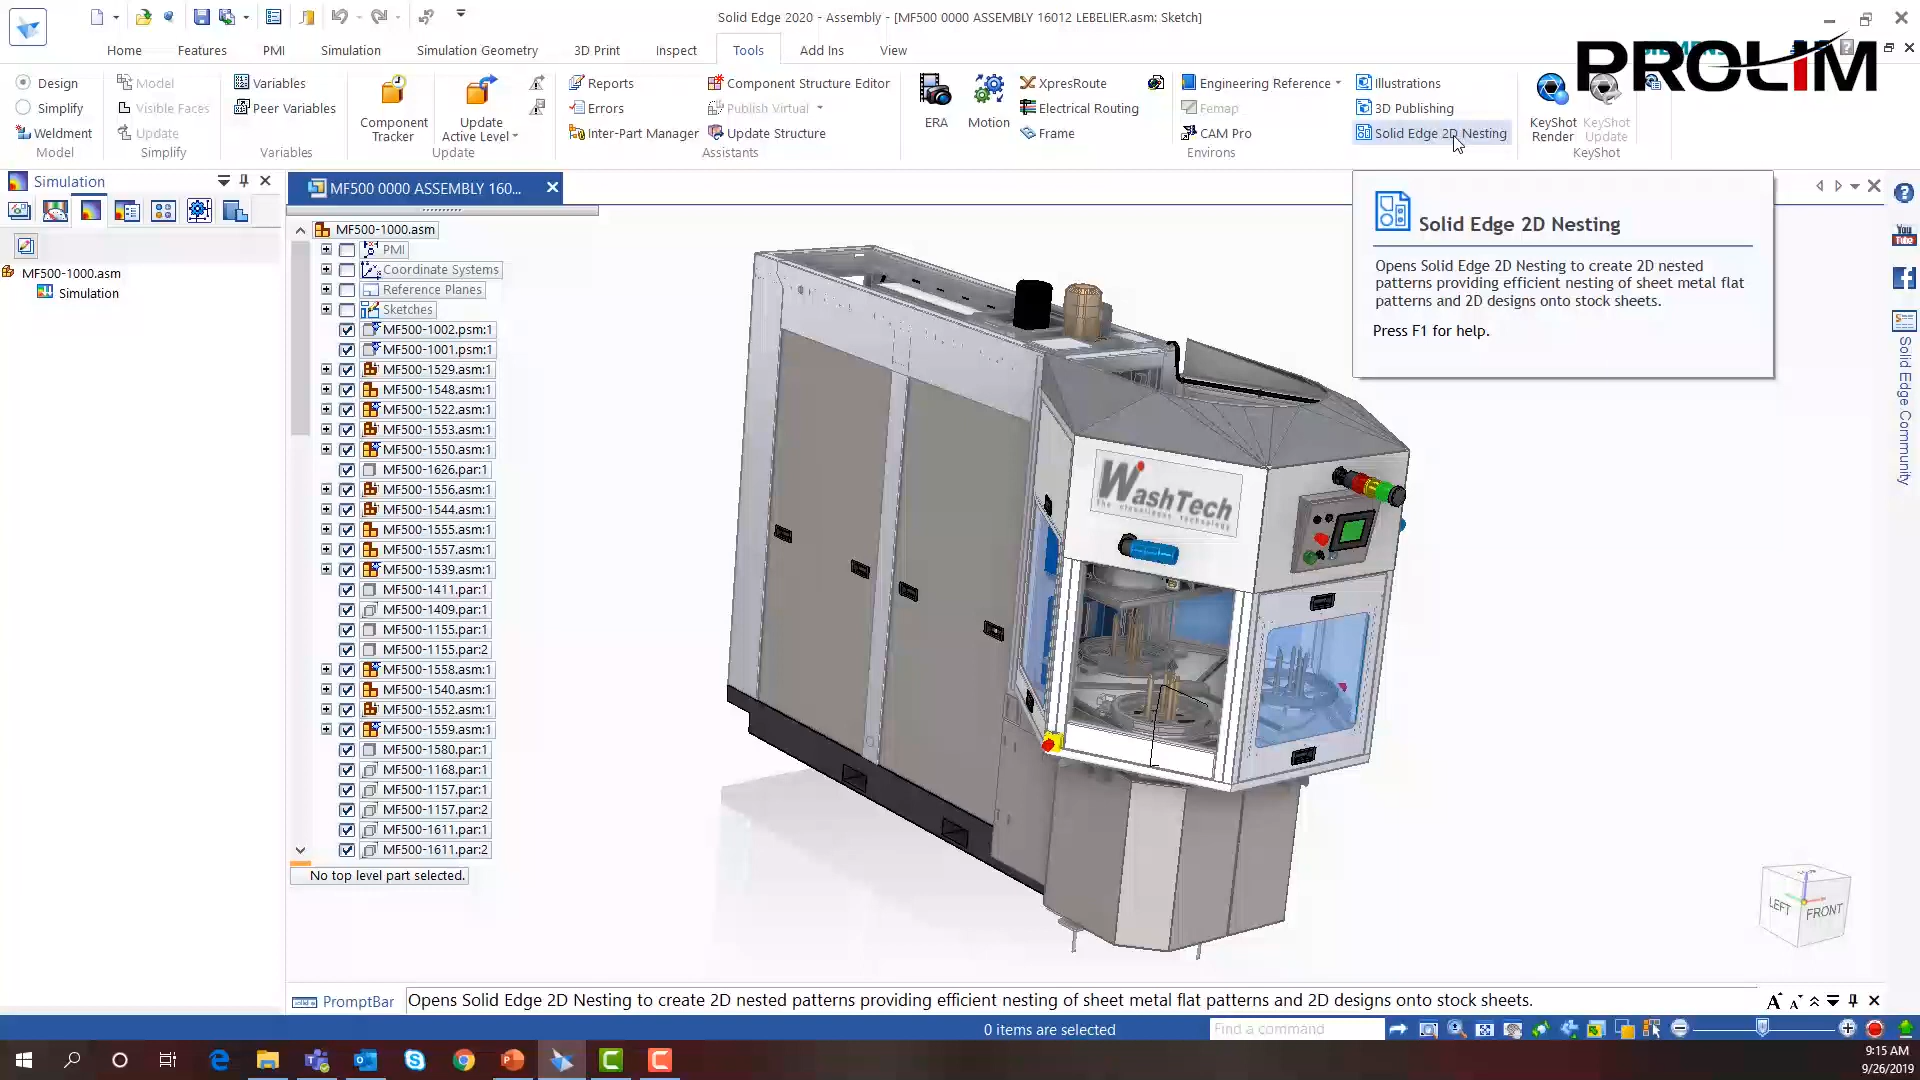 Solid Edge 2020 - Assembly - [MF500 0000 ASSEMBLY 16012 LEBELIER.asm: Sketch]
Home Features PMI Simulation Simulation Geometry 3D Print Inspect Tools Add Ins View
PROLIM
Design Model Variables Reports Component Structure Editor XpresRoute Engineering Reference Illustrations
Simplify Visible Faces Peer Variables Errors Publish Virtual Electrical Routing Femap 3D Publishing
Weldment Update Inter-Part Manager Update Structure Frame CAM Pro Solid Edge 2D Nesting
Component Tracker
Update Active Level
ERA Motion
KeyShot Render
KeyShot Update
Model Simplify Variables Update Assistants Environs KeyShot
Simulation
MF500-1000.asm
Simulation
MF500 0000 ASSEMBLY 160...
MF500-1000.asm
PMI
Coordinate Systems
Reference Planes
Sketches
MF500-1002.psm:1
MF500-1001.psm:1
MF500-1529.asm:1
MF500-1548.asm:1
MF500-1522.asm:1
MF500-1553.asm:1
MF500-1550.asm:1
MF500-1626.par:1
MF500-1556.asm:1
MF500-1544.asm:1
MF500-1555.asm:1
MF500-1557.asm:1
MF500-1539.asm:1
MF500-1411.par:1
MF500-1409.par:1
MF500-1155.par:1
MF500-1155.par:2
MF500-1558.asm:1
MF500-1540.asm:1
MF500-1552.asm:1
MF500-1559.asm:1
MF500-1580.par:1
MF500-1168.par:1
MF500-1157.par:1
MF500-1157.par:2
MF500-1611.par:1
MF500-1611.par:2
No top level part selected.
Solid Edge 2D Nesting
Opens Solid Edge 2D Nesting to create 2D nested
patterns providing efficient nesting of sheet metal flat
patterns and 2D designs onto stock sheets.
Press F1 for help.
WashTech
the cleanliness technology
You Tube
Solid Edge Community
LEFT FRONT
PromptBar
Opens Solid Edge 2D Nesting to create 2D nested patterns providing efficient nesting of sheet metal flat patterns and 2D designs onto stock sheets.
0 items are selected
Find a command
9:15 AM
9/26/2019